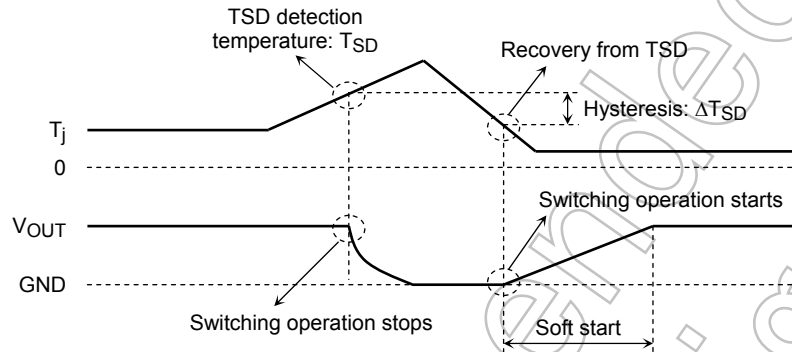 TSD detection
temperature: TSD
Recovery from TSD
Hysteresis: ΔTSD
Tj
0
Switching operation starts
VOUT
GND
Switching operation stops
Soft start